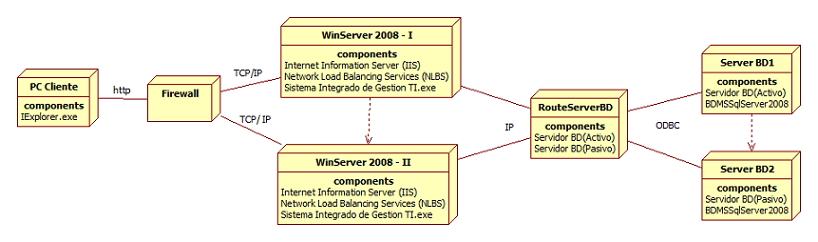 PC Cliente
components
IExplorer.exe
http
Firewall
TCP/IP
TCP/ IP
WinServer 2008 - I
components
Internet Information Server (IIS)
Network Load Balancing Services (NLBS)
Sistema Integrado de Gestion TI.exe
WinServer 2008 - II
components
Internet Information Server (IIS)
Network Load Balancing Services (NLBS)
Sistema Integrado de Gestion TI.exe
IP
RouteServerBD
components
Servidor BD(Activo)
Servidor BD(Pasivo)
ODBC
Server BD1
components
Servidor BD(Activo)
BDMSSqlServer2008
Server BD2
components
Servidor BD(Pasivo)
BDMSSqlServer2008